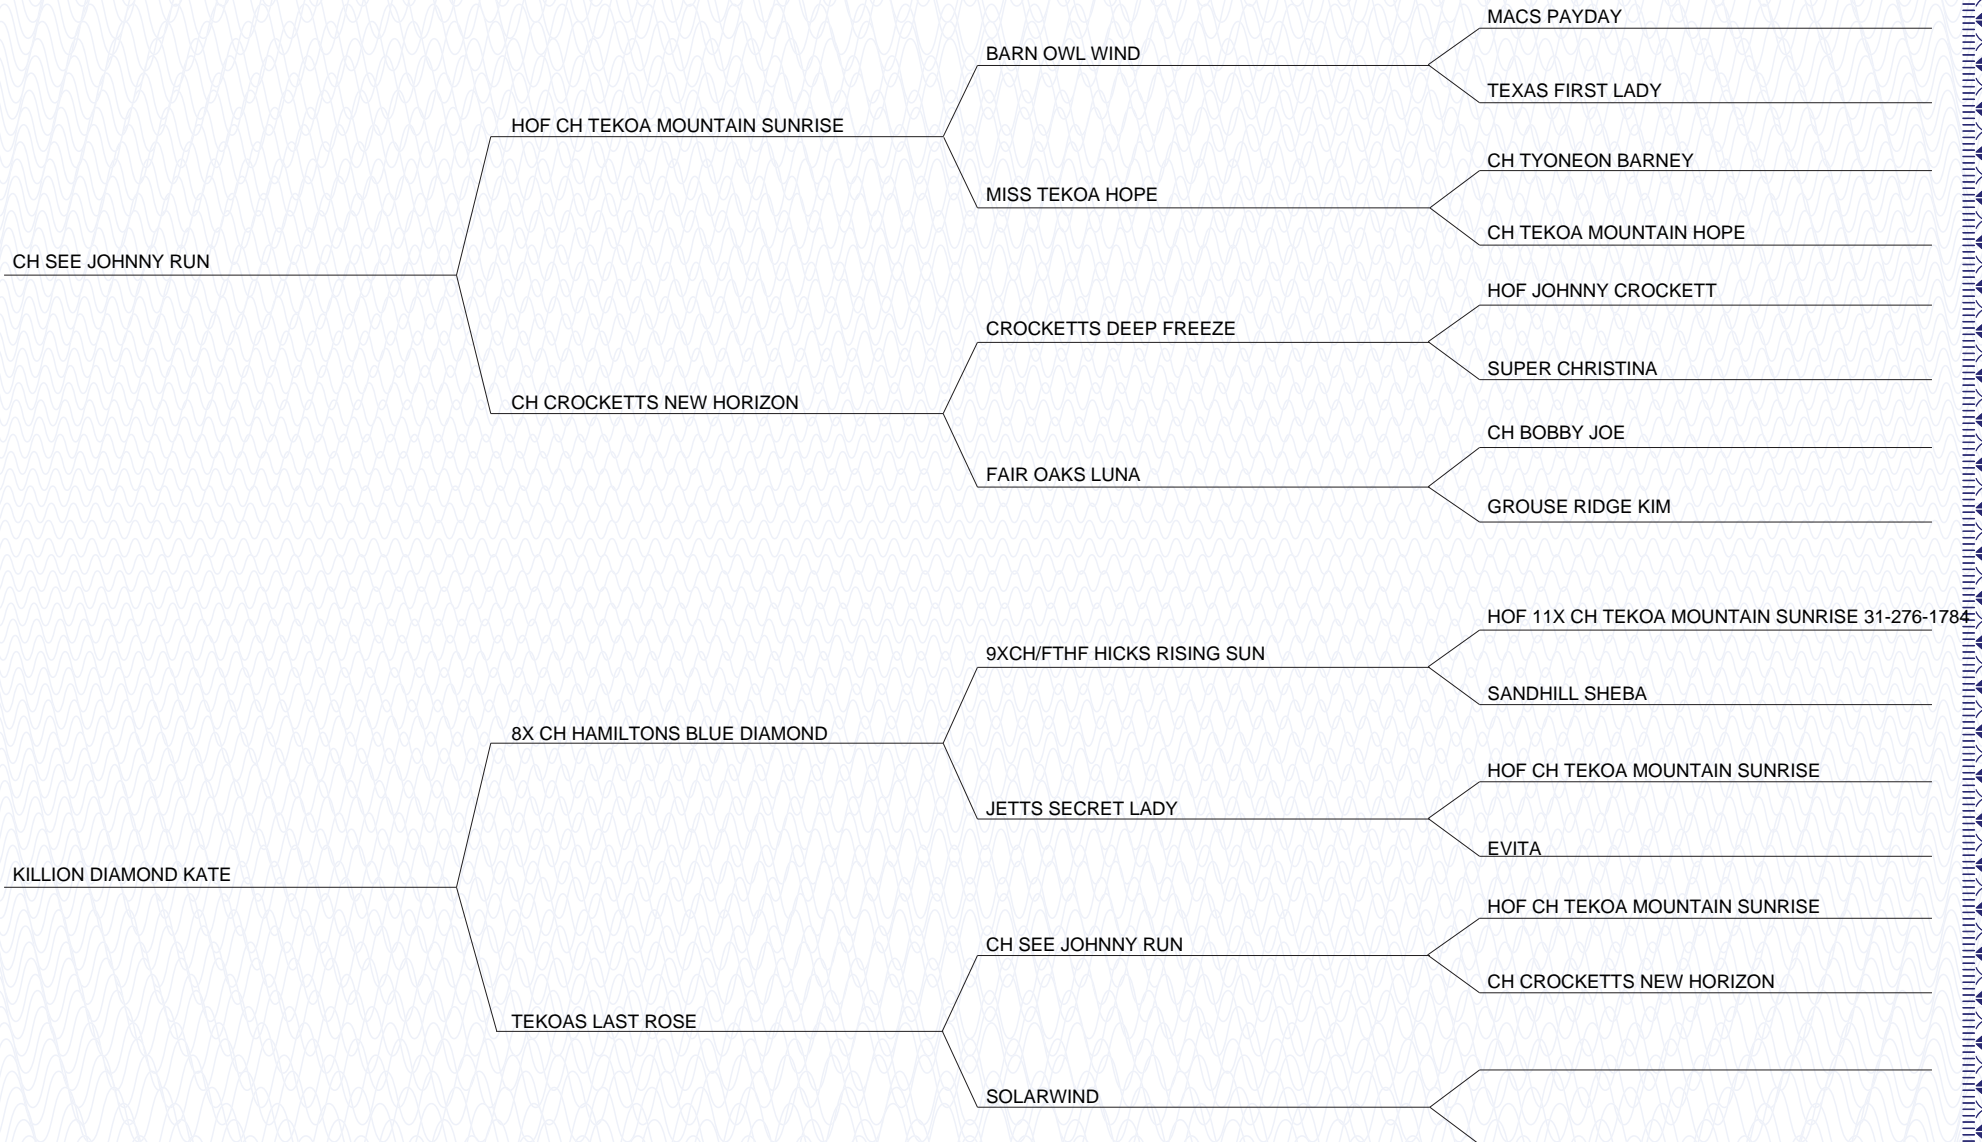 MACS PAYDAY
BARN OWL WIND
TEXAS FIRST LADY
HOF CH TEKOA MOUNTAIN SUNRISE
CH TYONEON BARNEY
MISS TEKOA HOPE
CH TEKOA MOUNTAIN HOPE
CH SEE JOHNNY RUN
HOF JOHNNY CROCKETT
CROCKETTS DEEP FREEZE
SUPER CHRISTINA
CH CROCKETTS NEW HORIZON
CH BOBBY JOE
FAIR OAKS LUNA
GROUSE RIDGE KIM
HOF 11X CH TEKOA MOUNTAIN SUNRISE 31-276-1784
9XCH/FTHF HICKS RISING SUN
SANDHILL SHEBA
8X CH HAMILTONS BLUE DIAMOND
HOF CH TEKOA MOUNTAIN SUNRISE
JETTS SECRET LADY
EVITA
KILLION DIAMOND KATE
HOF CH TEKOA MOUNTAIN SUNRISE
CH SEE JOHNNY RUN
CH CROCKETTS NEW HORIZON
TEKOAS LAST ROSE
SOLARWIND